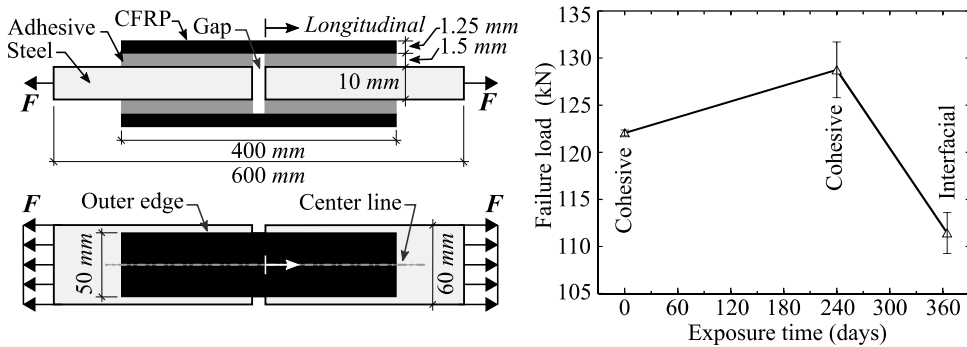 CFRP
Gap
Longitudinal
Adhesive
Steel
1.25 mm
1.5 mm
10 mm
F
F
400 mm
600 mm
Outer edge
Center line
F
F
50 mm
60 mm
Failure load (kN)
135
130
125
120
115
110
105
Cohesive
Cohesive
Interfacial
0 60 120 180 240 300 360
Exposure time (days)